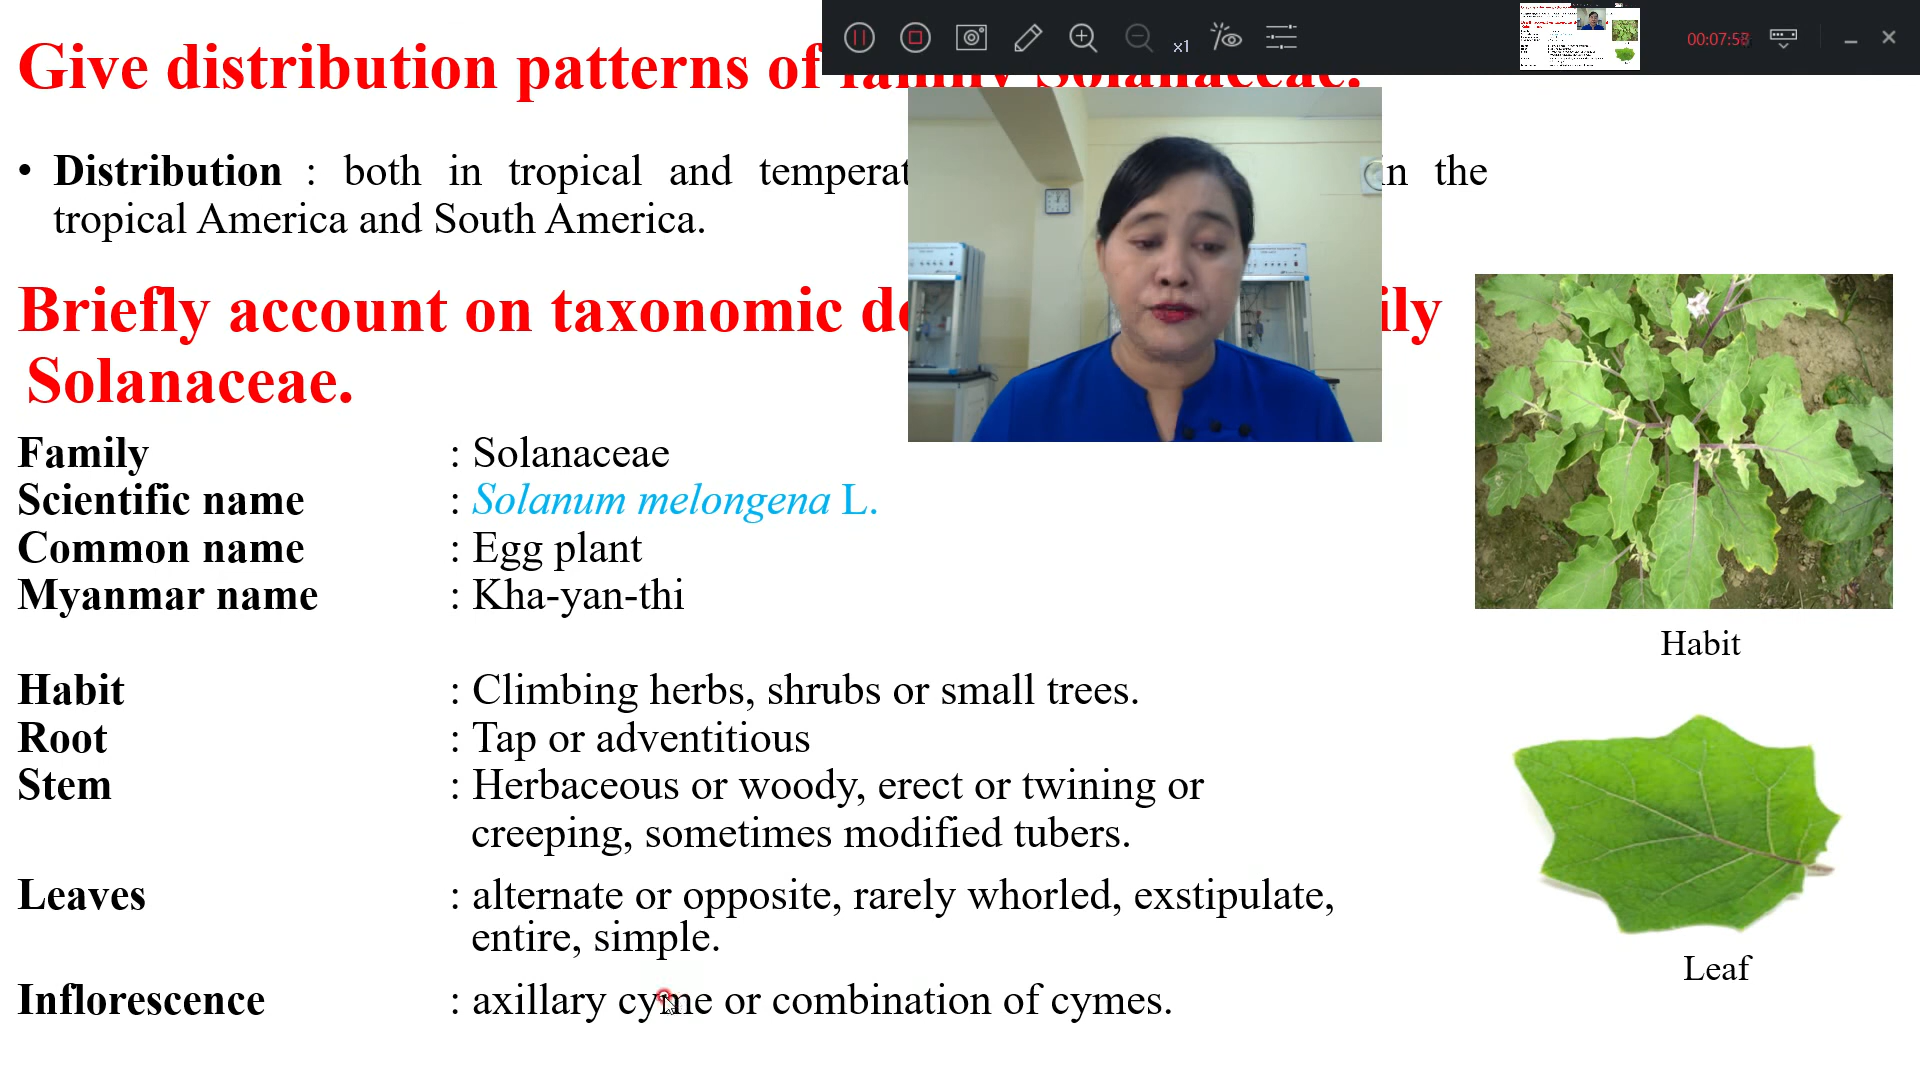 x1
00:07:58
Give distribution patterns of family Solanaceae.
• Distribution : both in tropical and in the
tropical America and South America.
Briefly account on taxonomic
Solanaceae.
Family : Solanaceae
Scientific name : Solanum melongena L.
Common name : Egg plant
Myanmar name : Kha-yan-thi
Habit : Climbing herbs, shrubs or small trees.
Root : Tap or adventitious
Stem : Herbaceous or woody, erect or twining or
creeping, sometimes modified tubers.
Leaves : alternate or opposite, rarely whorled, exstipulate,
entire, simple.
Inflorescence : axillary cyme or combination of cymes.
Habit
Leaf